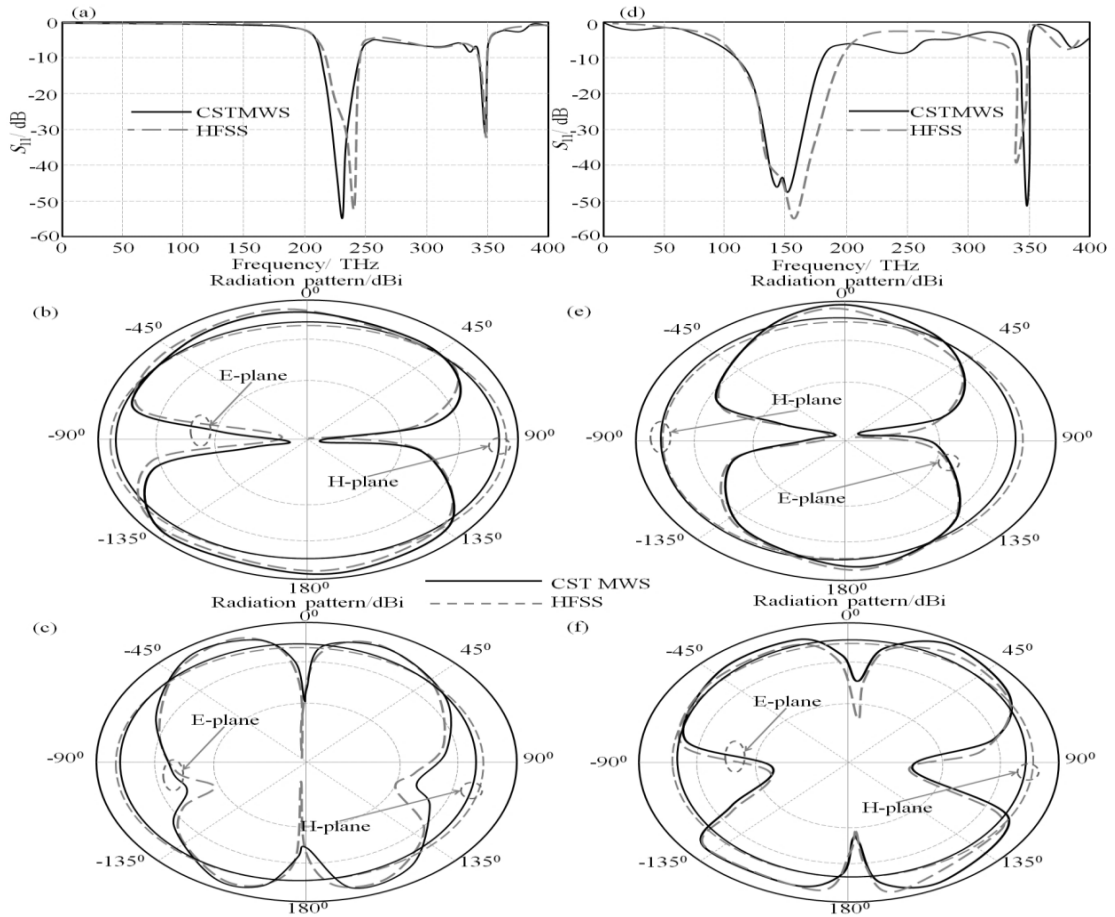 (a)
0
-10
-20
-30
-40
-50
-60
S11/ dB
CSTMWS
HFSS
0 50 100 150 200 250 300 350 400
Frequency/ THz
(d)
0
-10
-20
-30
-40
-50
-60
S11/ dB
CSTMWS
HFSS
0 50 100 150 200 250 300 350 400
Frequency/ THz
Radiation pattern/dBi
(b)
0⁰
-45⁰
45⁰
E-plane
-90⁰
90⁰
H-plane
-135⁰
135⁰
180⁰
Radiation pattern/dBi
(e)
0⁰
-45⁰
45⁰
H-plane
-90⁰
90⁰
E-plane
-135⁰
135⁰
180⁰
CST MWS
HFSS
Radiation pattern/dBi
(c)
0⁰
-45⁰
45⁰
E-plane
-90⁰
90⁰
H-plane
-135⁰
135⁰
180⁰
Radiation pattern/dBi
(f)
0⁰
-45⁰
45⁰
E-plane
-90⁰
90⁰
H-plane
-135⁰
135⁰
180⁰